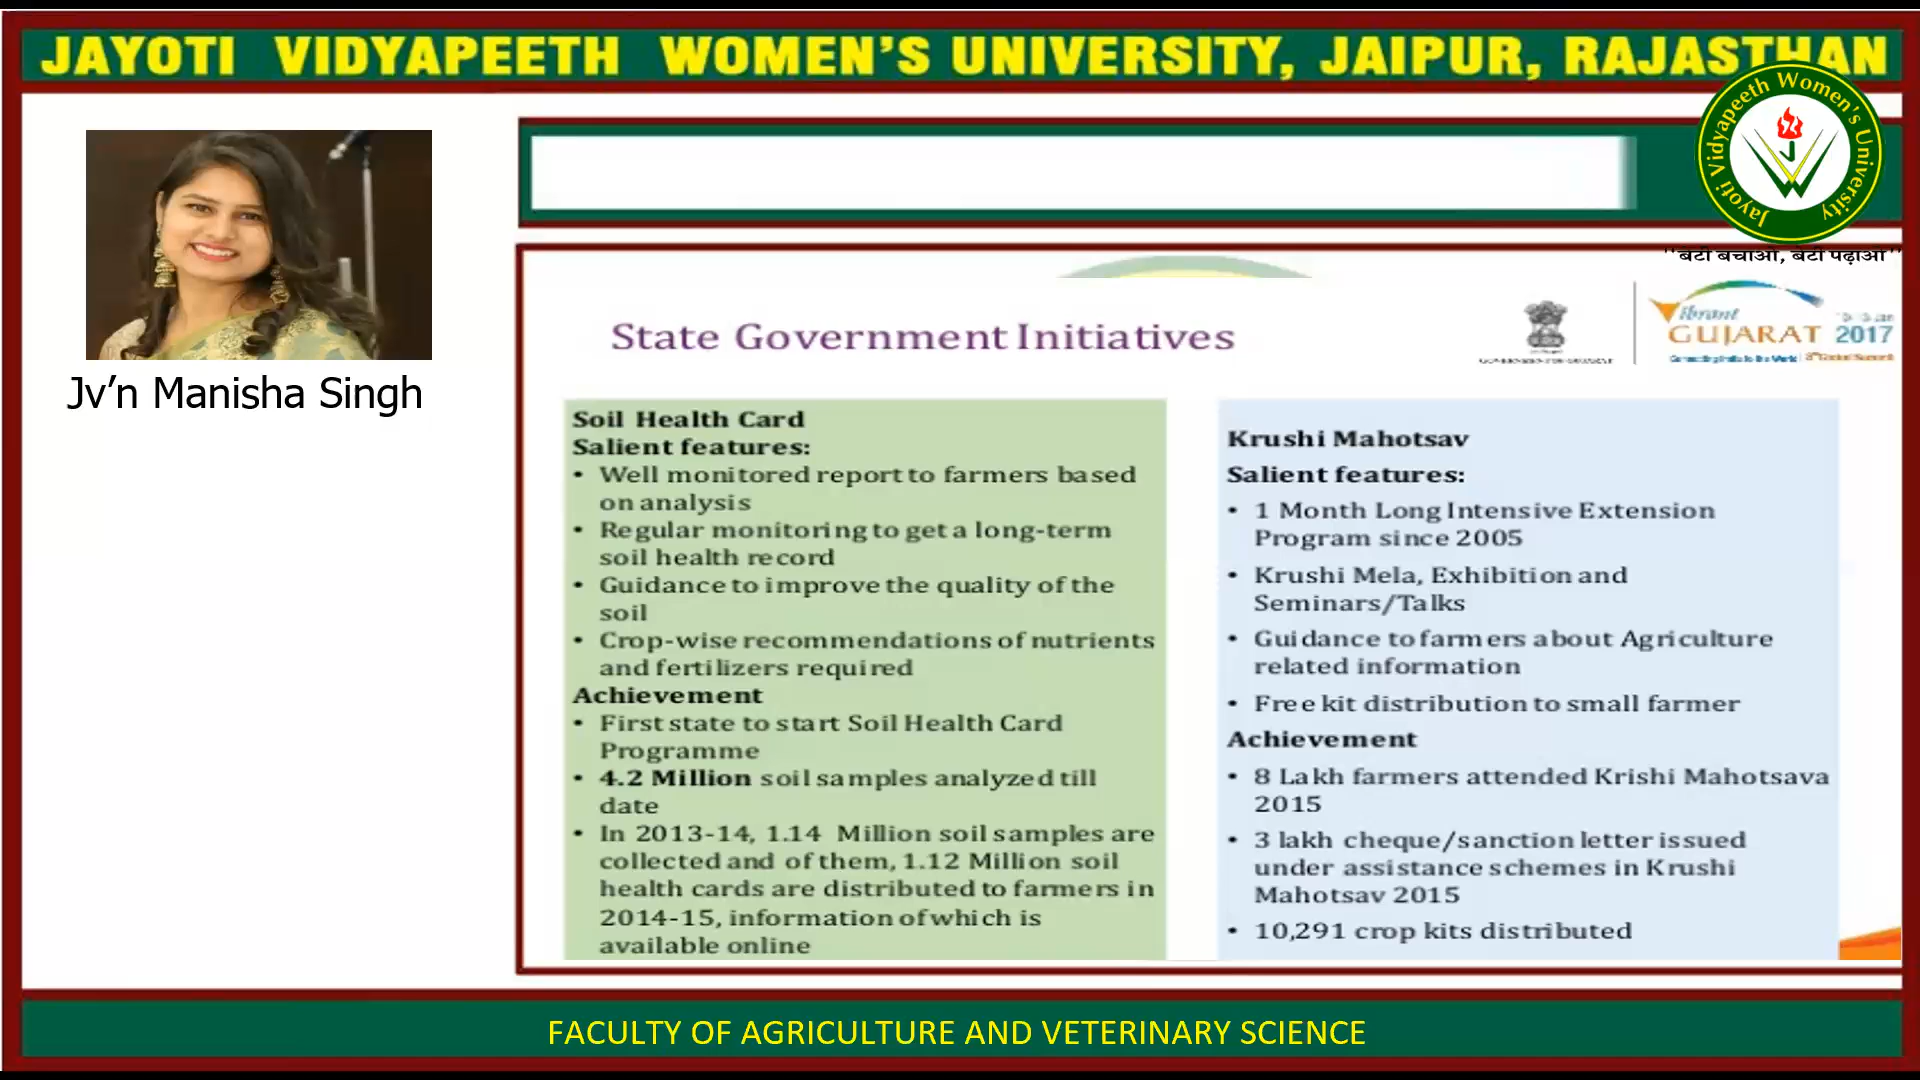 JAYOTI VIDYAPEETH WOMEN'S UNIVERSITY, JAIPUR, RAJASTHAN
Jayoti Vidyapeeth Women's University
"बेटी बचाओ, बेटी पढ़ाओ"
Jv'n Manisha Singh
State Government Initiatives
Vibrant
GUJARAT 2017
Soil Health Card
Salient features:
• Well monitored report to farmers based
on analysis
• Regular monitoring to get a long-term
soil health record
• Guidance to improve the quality of the
soil
• Crop-wise recommendations of nutrients
and fertilizers required
Achievement
• First state to start Soil Health Card
Programme
• 4.2 Million soil samples analyzed till
date
• In 2013-14, 1.14 Million soil samples are
collected and of them, 1.12 Million soil
health cards are distributed to farmers in
2014-15, information of which is
available online
Krushi Mahotsav
Salient features:
• 1 Month Long Intensive Extension
Program since 2005
• Krushi Mela, Exhibition and
Seminars/Talks
• Guidance to farmers about Agriculture
related information
• Free kit distribution to small farmer
Achievement
• 8 Lakh farmers attended Krishi Mahotsava
2015
• 3 lakh cheque/sanction letter issued
under assistance schemes in Krushi
Mahotsav 2015
• 10,291 crop kits distributed
FACULTY OF AGRICULTURE AND VETERINARY SCIENCE